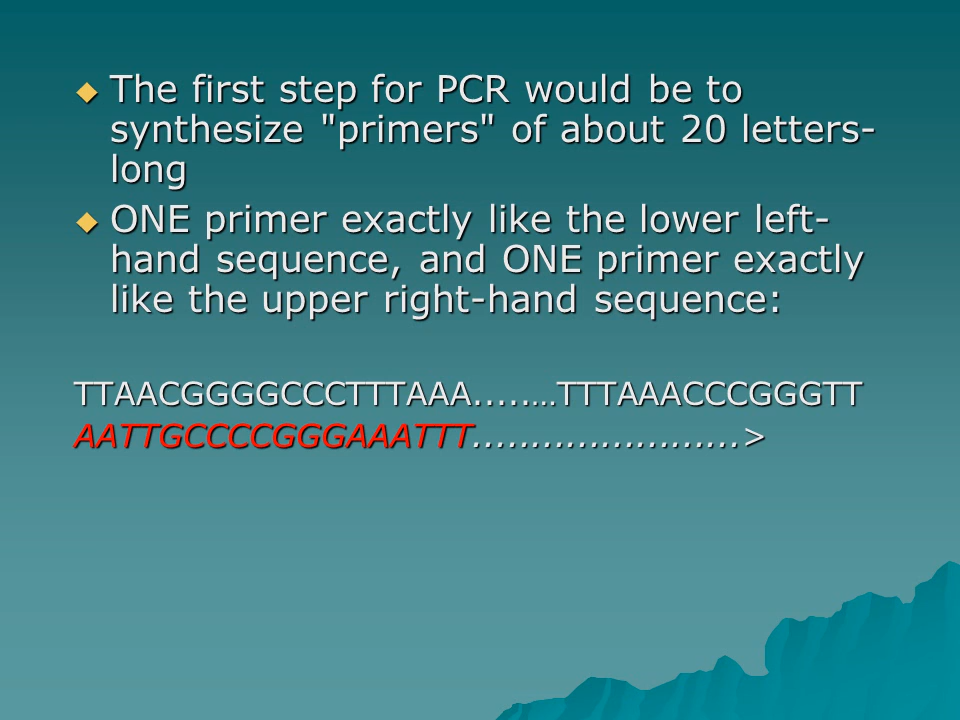 The first step for PCR would be to
synthesize "primers" of about 20 letters-
long
ONE primer exactly like the lower left-
hand sequence, and ONE primer exactly
like the upper right-hand sequence:
TTAACGGGGCCCTTTAAA........TTTAAACCCGGGTT
AATTGCCCCGGGAAATTT.......................>